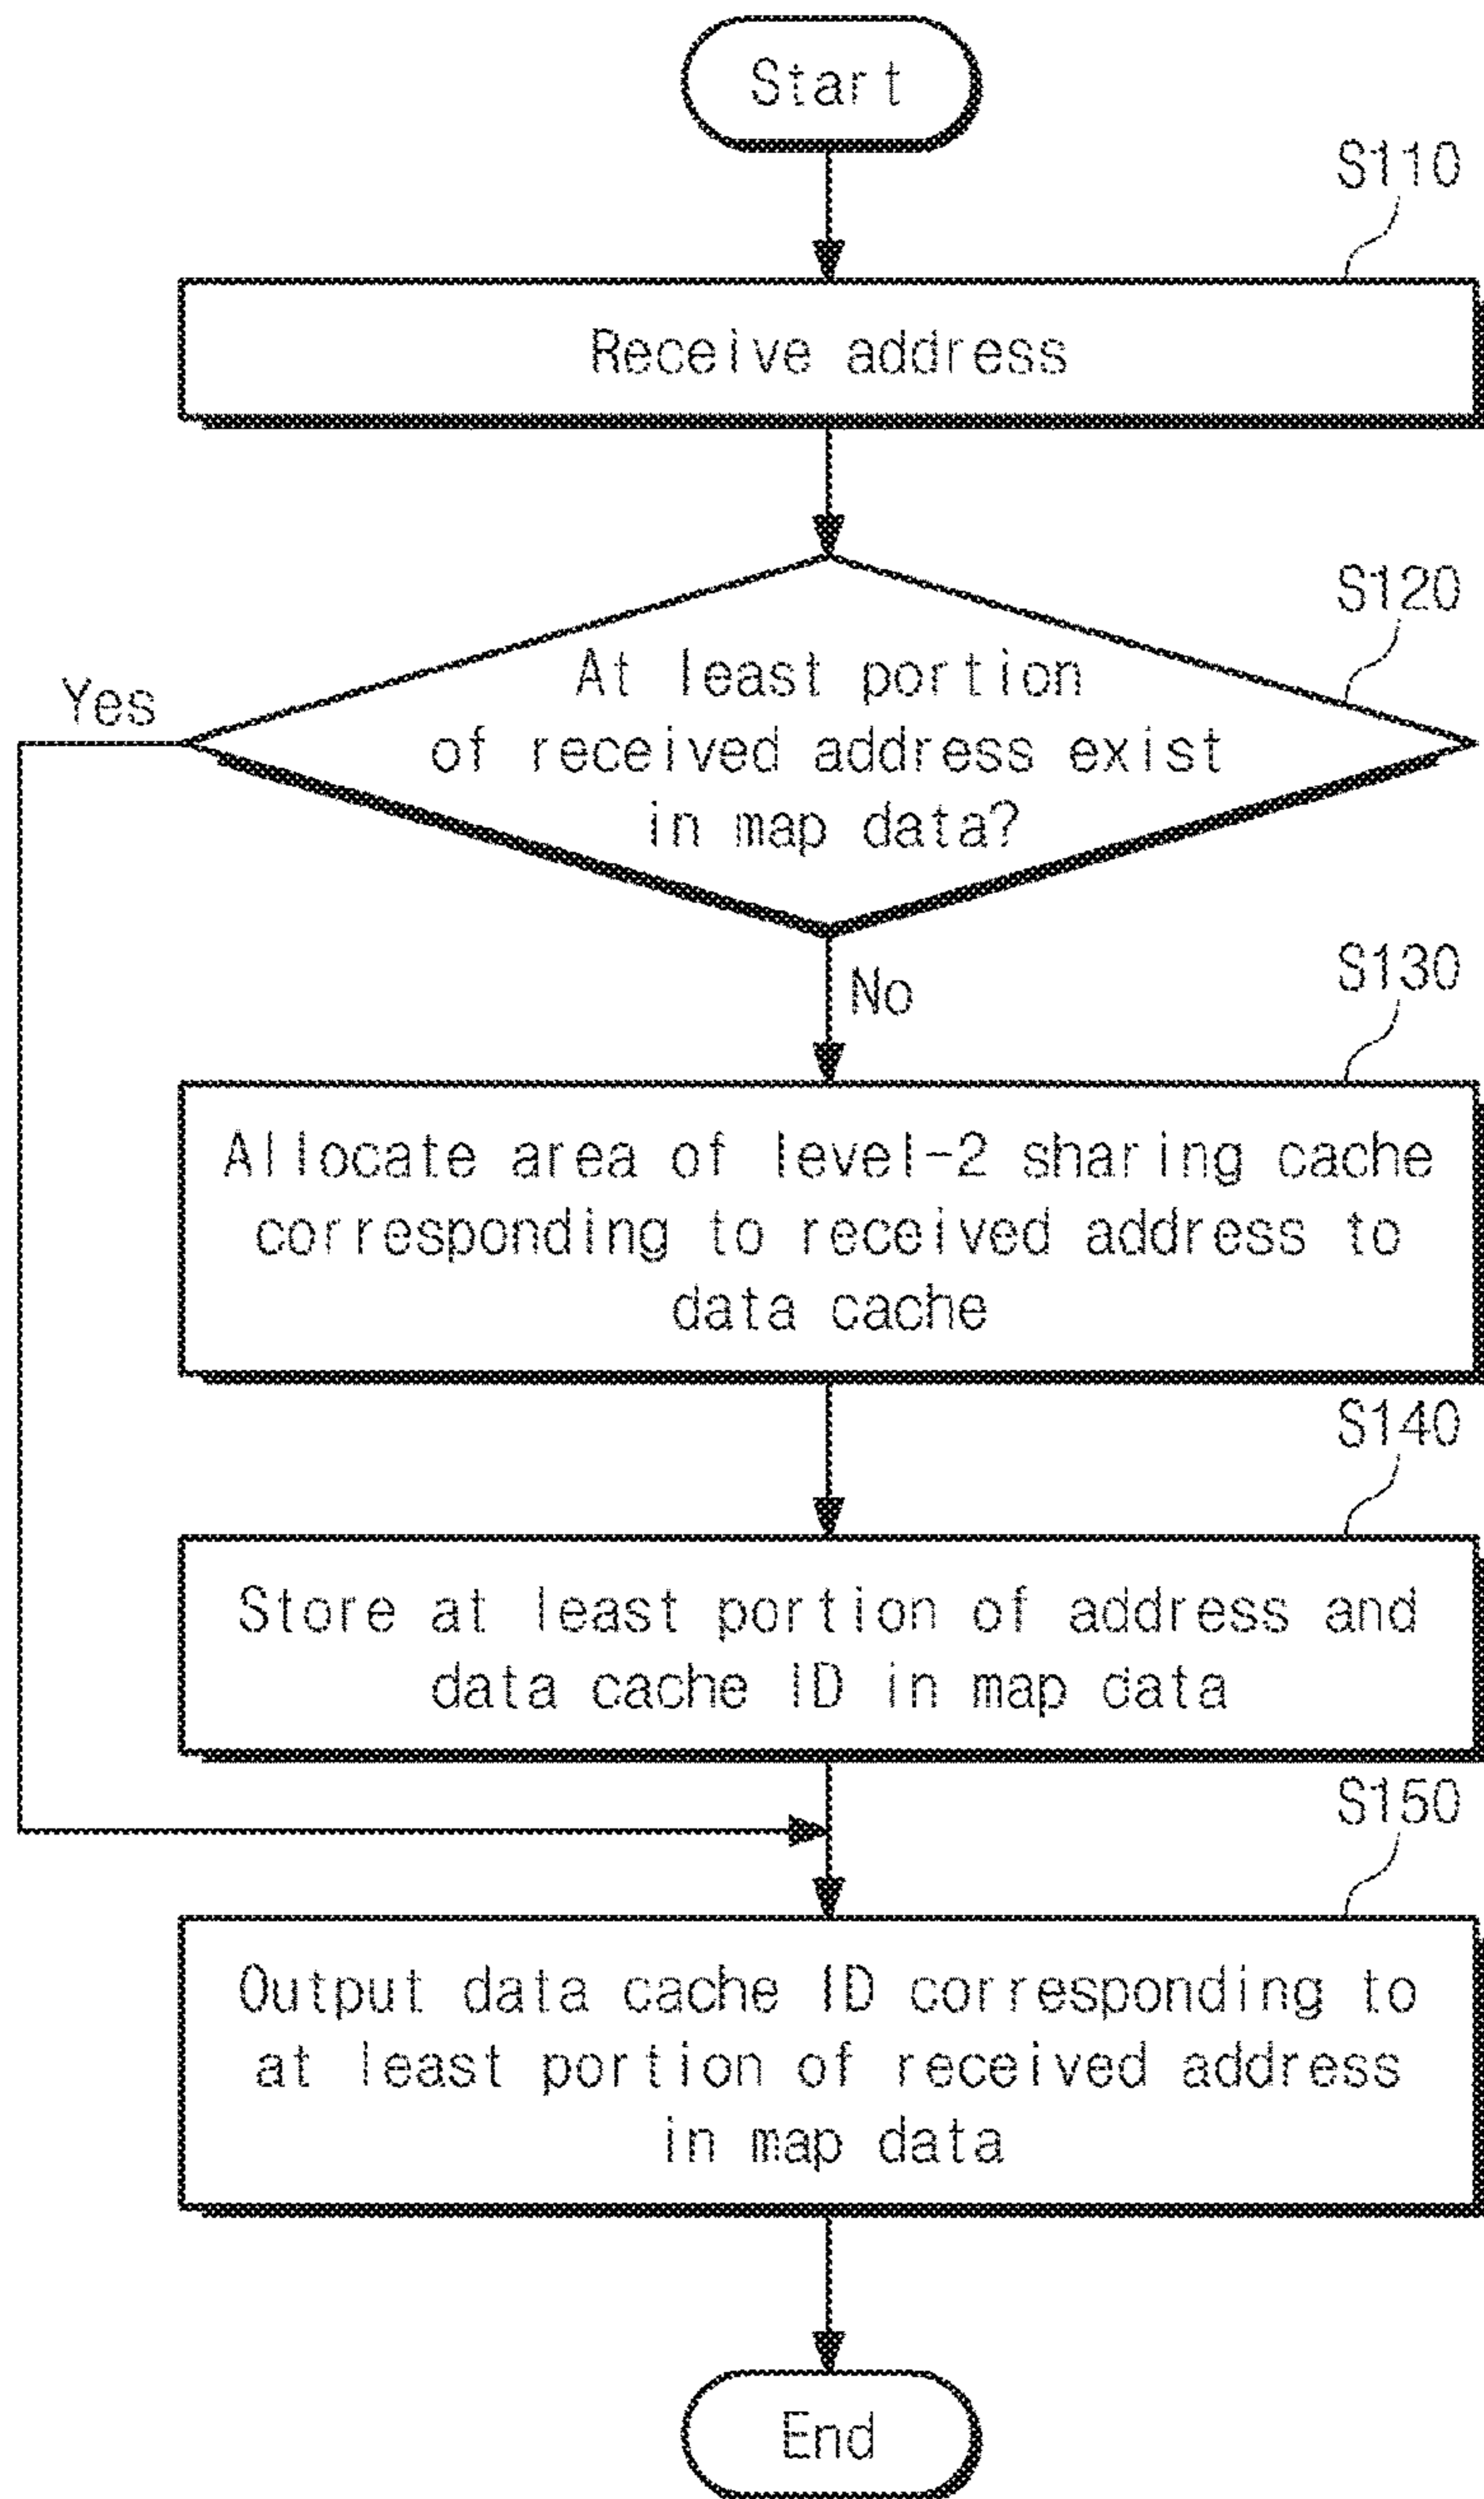 Start
S110
Receive address
S120
At least portion
of received address exist
in map data?
Yes
No
S130
Allocate area of level-2 sharing cache
corresponding to received address to
data cache
S140
Store at least portion of address and
data cache ID in map data
S150
Output data cache ID corresponding to
at least portion of received address
in map data
End